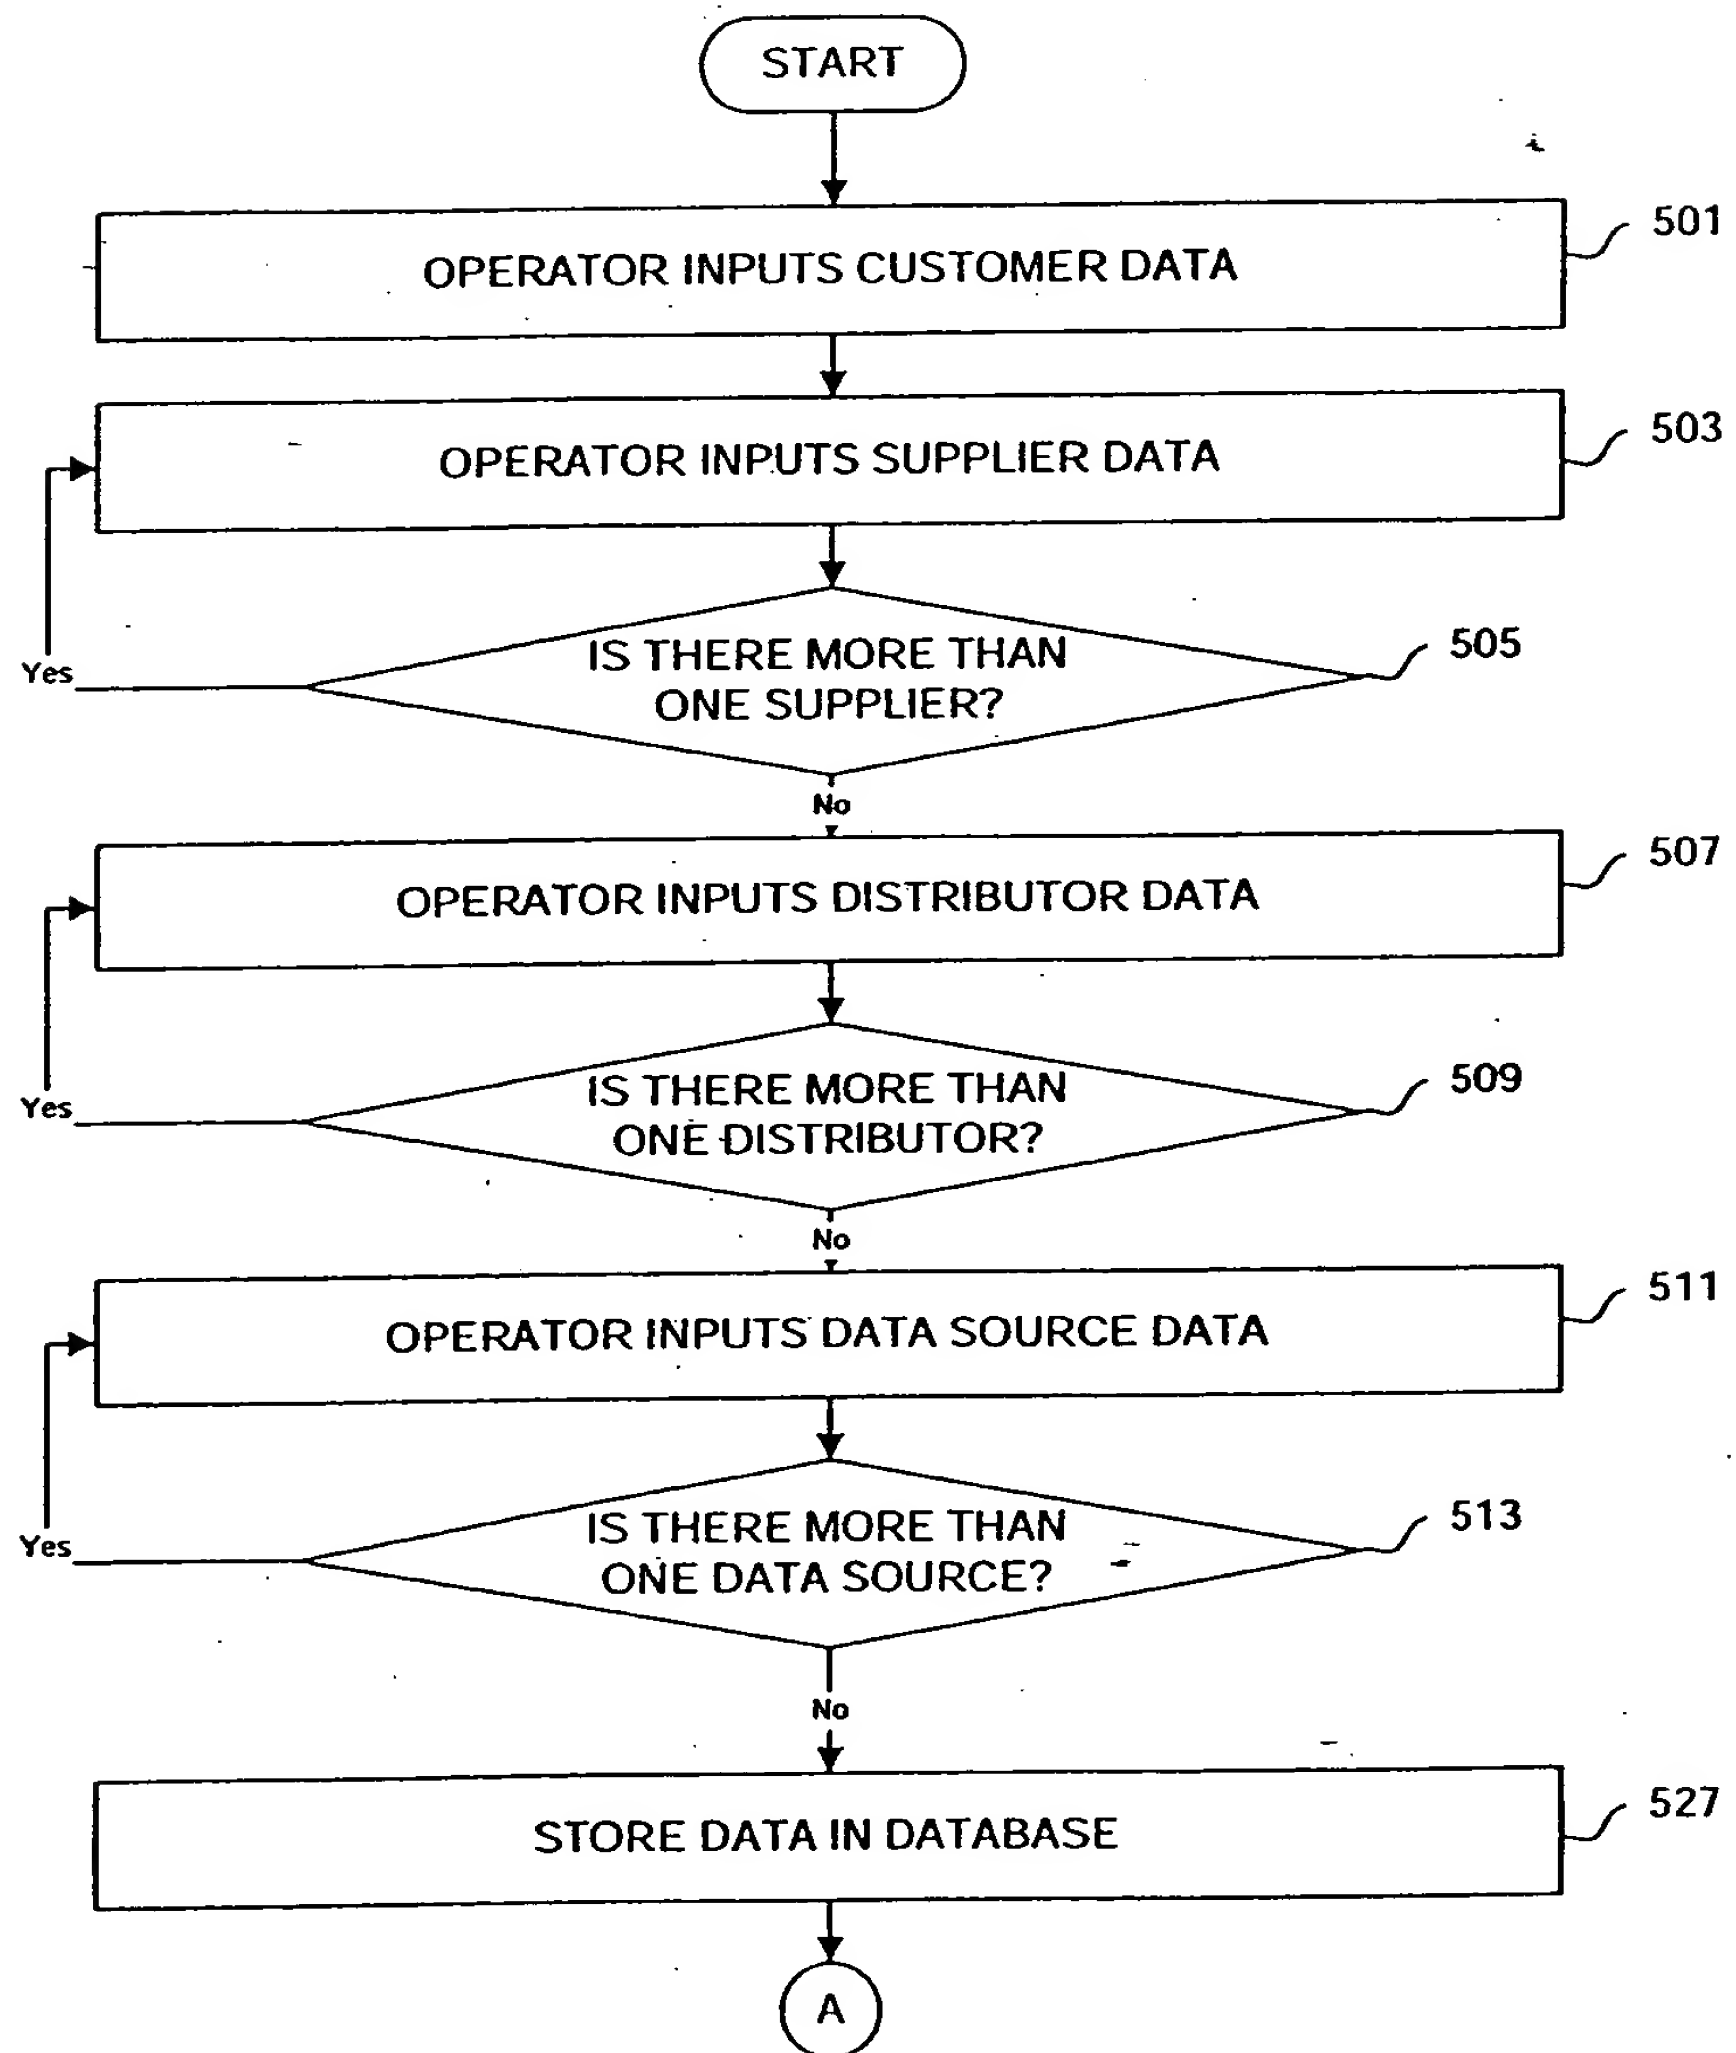 START
501
OPERATOR INPUTS CUSTOMER DATA
503
OPERATOR INPUTS SUPPLIER DATA
505
IS THERE MORE THAN
ONE SUPPLIER?
Yes
No
507
OPERATOR INPUTS DISTRIBUTOR DATA
509
IS THERE MORE THAN
ONE DISTRIBUTOR?
Yes
No
511
OPERATOR INPUTS DATA SOURCE DATA
513
IS THERE MORE THAN
ONE DATA SOURCE?
Yes
No
527
STORE DATA IN DATABASE
A